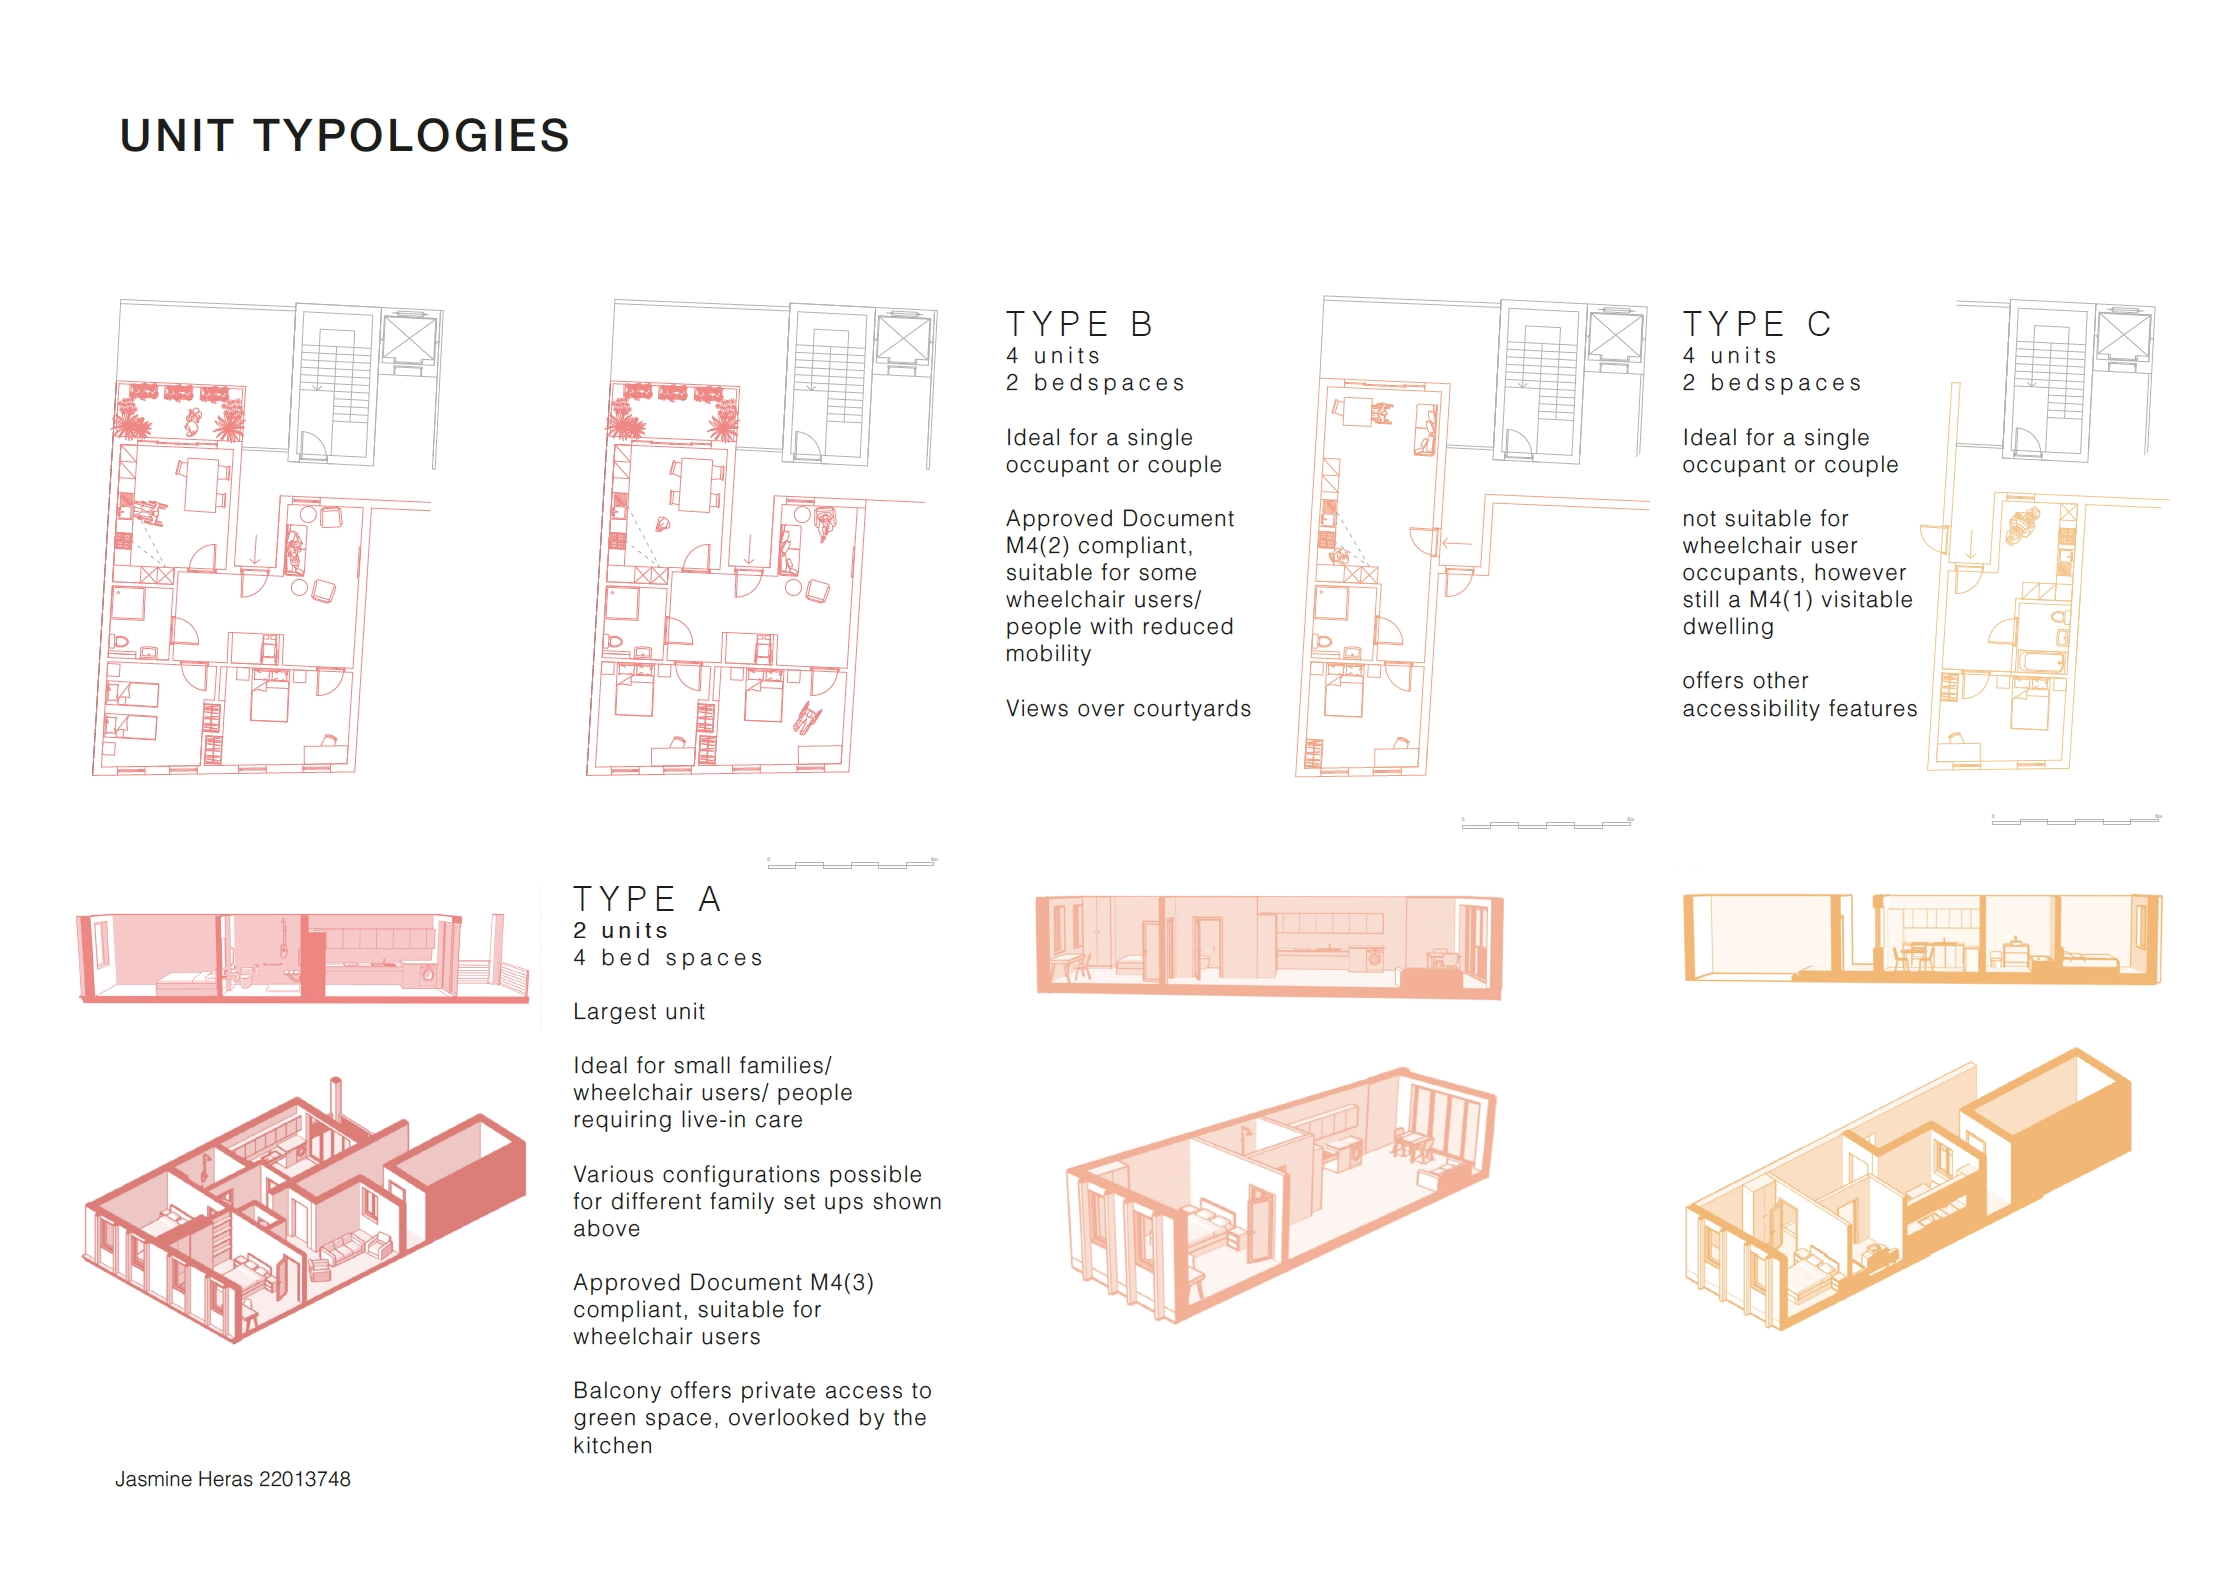 UNIT TYPOLOGIES
TYPE B
4 units
2 bedspaces
Ideal for a single
occupant or couple
Approved Document
M4(2) compliant,
suitable for some
wheelchair users/
people with reduced
mobility
Views over courtyards
TYPE C
4 units
2 bedspaces
Ideal for a single
occupant or couple
not suitable for
wheelchair user
occupants, however
still a M4(1) visitable
dwelling
offers other
accessibility features
0
0
0
TYPE A
2 units
4 bed spaces
Largest unit
Ideal for small families/
wheelchair users/ people
requiring live-in care
Various configurations possible
for different family set ups shown
above
Approved Document M4(3)
compliant, suitable for
wheelchair users
Balcony offers private access to
green space, overlooked by the
kitchen
Jasmine Heras 22013748